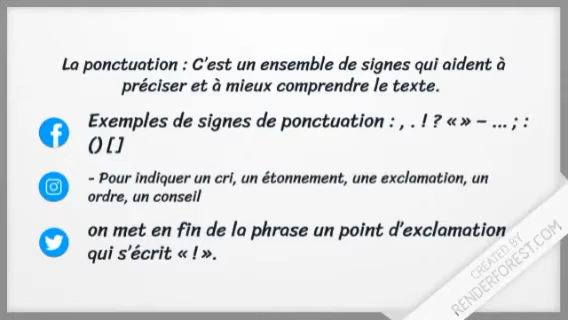 La ponctuation : C'est un ensemble de signes qui aident à
préciser et à mieux comprendre le texte.
Exemples de signes de ponctuation : , . ! ? « » – ... ; :
() []
- Pour indiquer un cri, un étonnement, une exclamation, un
ordre, un conseil
on met en fin de la phrase un point d'exclamation
qui s'écrit « ! ».
CREATED BY
RENDERFOREST.COM